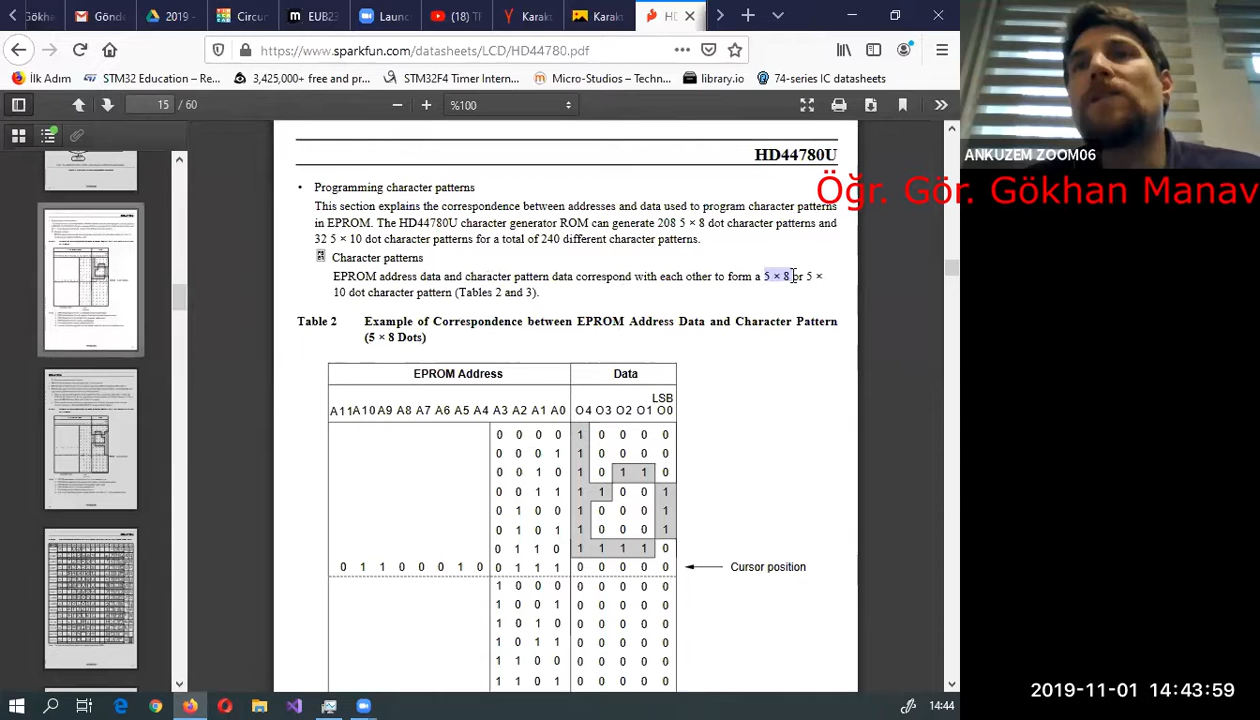 Gkhan
Gönde
2019 -
Circun
EUB23
Launc
(18) Tl
Karak
Karak
HD
https://www.sparkfun.com/datasheets/LCD/HD44780.pdf
İlk Adım
STM32 Education – Re...
3,425,000+ free and pr...
STM32F4 Timer Intern...
Micro-Studios – Techn...
library.io
74-series IC datasheets
15 / 60
%100
HD44780U
• Programming character patterns
This section explains the correspondence between addresses and data used to program character patterns
in EPROM. The HD44780U character generator ROM can generate 208 5 × 8 dot character patterns and
32 5 × 10 dot character patterns for a total of 240 different character patterns.
Character patterns
EPROM address data and character pattern data correspond with each other to form a 5 × 8 or 5 ×
10 dot character pattern (Tables 2 and 3).
Table 2 Example of Correspondence between EPROM Address Data and Character Pattern
(5 × 8 Dots)
EPROM Address Data
LSB
A11 A10 A9 A8 A7 A6 A5 A4 A3 A2 A1 A0 O4 O3 O2 O1 O0
0 0 0 0 1 0 0 0 0
0 0 0 1 1 0 0 0 0
0 0 1 0 1 0 1 1 0
0 0 1 1 1 1 0 0 1
0 1 0 0 1 0 0 0 1
0 1 0 1 1 0 0 0 1
0 1 1 0 1 1 1 1 0
0 1 1 0 0 0 1 0 0 1 1 1 0 0 0 0 0 Cursor position
1 0 0 0 0 0 0 0 0
1 0 0 1 0 0 0 0 0
1 0 1 0 0 0 0 0 0
1 0 1 1 0 0 0 0 0
1 1 0 0 0 0 0 0 0
1 1 0 1 0 0 0 0 0
14:44
ANKUZEM ZOOM06
Öğr. Gör. Gökhan Manav
2019-11-01 14:43:59